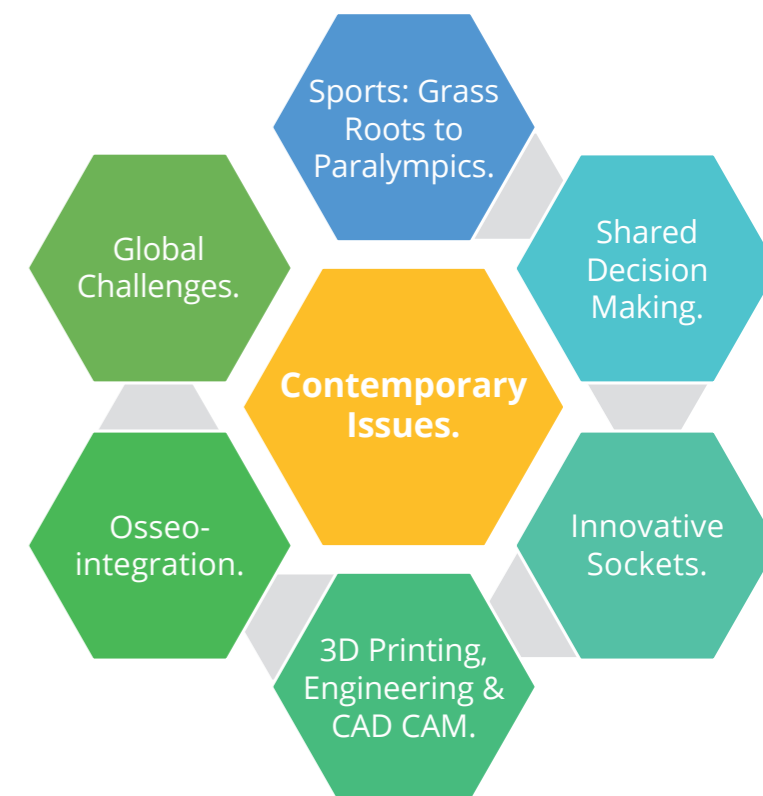 Sports: Grass
Roots to
Paralympics.
Shared
Decision
Making.
Innovative
Sockets.
3D Printing,
Engineering &
CAD CAM.
Osseo-
integration.
Global
Challenges.
Contemporary
Issues.